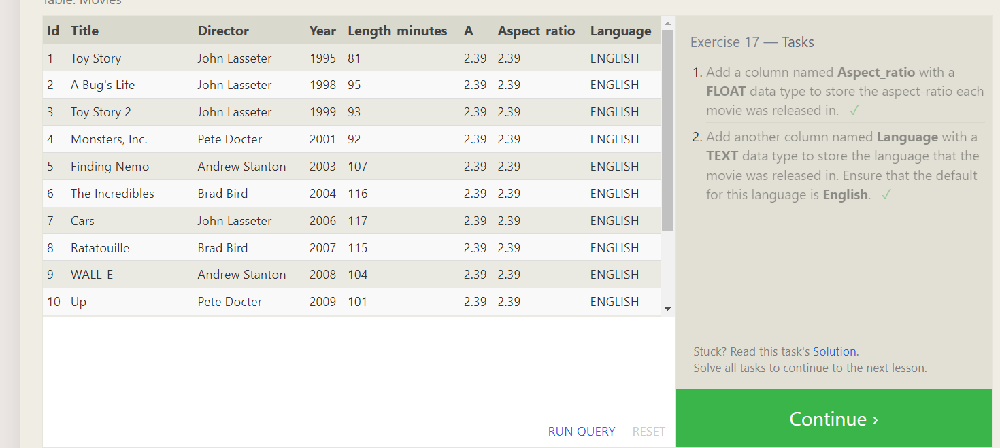 Table: Movies
Id Title Director Year Length_minutes A Aspect_ratio Language
1 Toy Story John Lasseter 1995 81 2.39 2.39 ENGLISH
2 A Bug's Life John Lasseter 1998 95 2.39 2.39 ENGLISH
3 Toy Story 2 John Lasseter 1999 93 2.39 2.39 ENGLISH
4 Monsters, Inc. Pete Docter 2001 92 2.39 2.39 ENGLISH
5 Finding Nemo Andrew Stanton 2003 107 2.39 2.39 ENGLISH
6 The Incredibles Brad Bird 2004 116 2.39 2.39 ENGLISH
7 Cars John Lasseter 2006 117 2.39 2.39 ENGLISH
8 Ratatouille Brad Bird 2007 115 2.39 2.39 ENGLISH
9 WALL-E Andrew Stanton 2008 104 2.39 2.39 ENGLISH
10 Up Pete Docter 2009 101 2.39 2.39 ENGLISH
RUN QUERY RESET
Exercise 17 — Tasks
1. Add a column named Aspect_ratio with a
FLOAT data type to store the aspect-ratio each
movie was released in. ✓
2. Add another column named Language with a
TEXT data type to store the language that the
movie was released in. Ensure that the default
for this language is English. ✓
Stuck? Read this task's Solution.
Solve all tasks to continue to the next lesson.
Continue ›